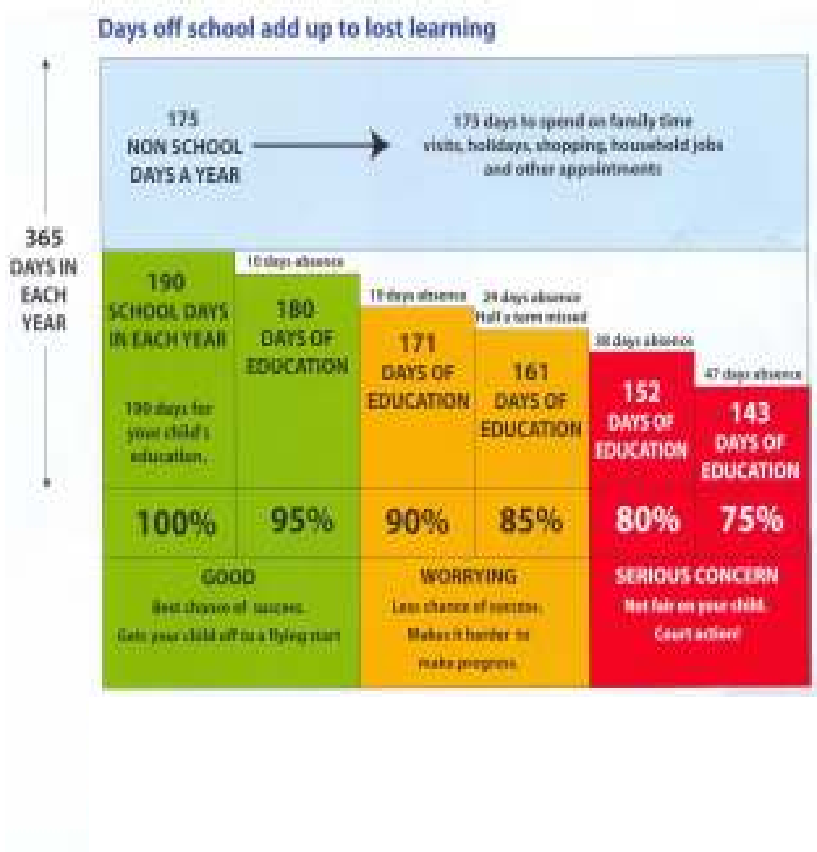 Days off school add up to lost learning
365
DAYS IN
EACH
YEAR
175
NON SCHOOL
DAYS A YEAR
175 days to spend on family time
visits, holidays, shopping, household jobs
and other appointments
190
SCHOOL DAYS
IN EACH YEAR
190 days for
your child's
education.
10 days absence
180
DAYS OF
EDUCATION
19 days absence
171
DAYS OF
EDUCATION
29 days absence
Half a term missed
161
DAYS OF
EDUCATION
38 days absence
152
DAYS OF
EDUCATION
47 days absence
143
DAYS OF
EDUCATION
100%
95%
90%
85%
80%
75%
GOOD
Best chance of success.
Gets your child off to a flying start
WORRYING
Less chance of success.
Makes it harder to
make progress.
SERIOUS CONCERN
Not fair on your child.
Court action!